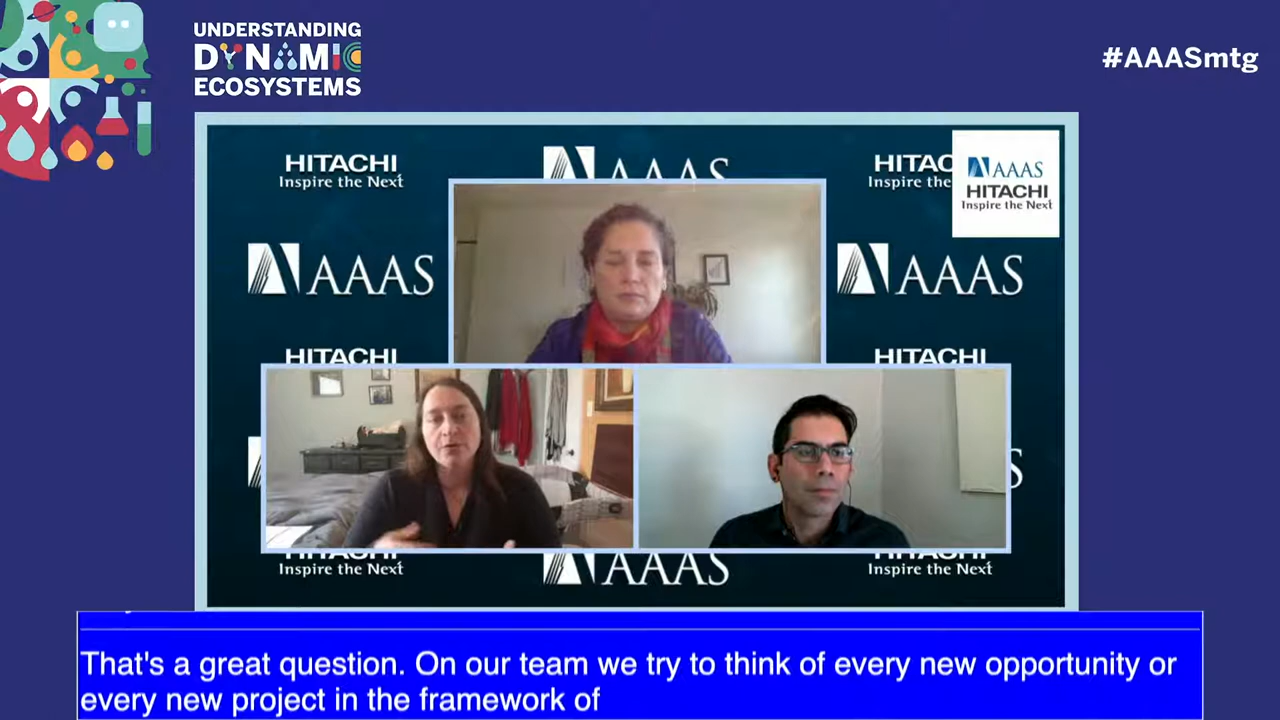 UNDERSTANDING
DYNAMIC
ECOSYSTEMS
#AAASmtg
HITACHI
Inspire the Next
AAAS
HITAC
Inspire the
AAAS
HITACHI
Inspire the Next
AAAS
AAAS
HITACHI
HITACHI
S
HITACHI
Inspire the Next
AAAS
HITACHI
Inspire the Next
That's a great question. On our team we try to think of every new opportunity or
every new project in the framework of